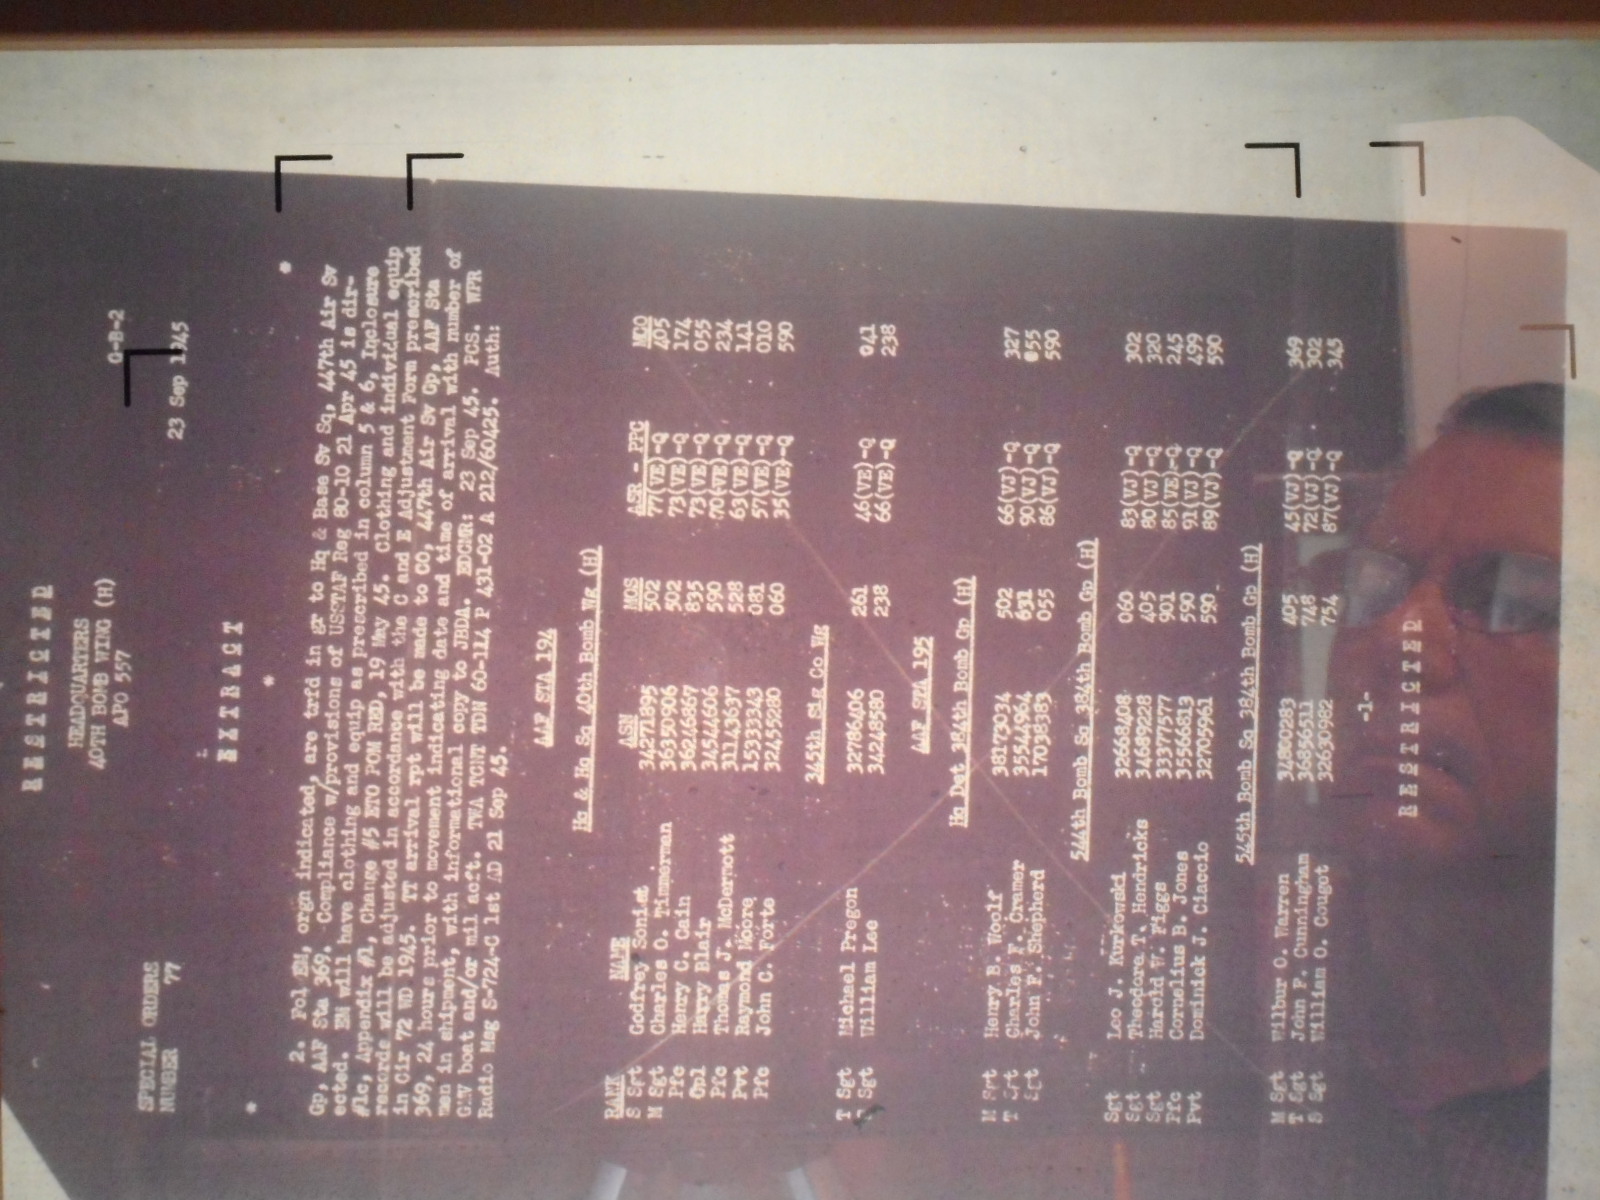 RESTRICTED
HEADQUARTERS
40TH BOMB WING (H)
APO 557
G-B-2
SPECIAL ORDERS
NUMBER 77
23 Sep 1945
EXTRACT
* * *
2. Fol EM, orgn indicated, are trfd in gr to Hq & Base Sv Sq, 447th Air Sv
Gp, AAF Sta 369. Compliance w/provisions of USSTAF Reg 80-10 21 Apr 45 is dir-
ected. EM will have clothing and equip as prescribed in column 5 & 6, Inclosure
#1c, Appendix #1, Change #5 ETO POM RED, 19 May 45. Clothing and individual equip
records will be adjusted in accordance with the C and E Adjustment Form prescribed
in Cir 72 WD 1945. TT arrival rpt will be made to CO, 447th Air Sv Gp, AAF Sta
369, 24 hours prior to movement indicating date and time of arrival with number of
men in shipment, with informational copy to JBDA. EDCMR: 23 Sep 45. PCS. WPR
GMV boat and/or mil acft. TWA TCNT TDN 60-114 P 431-02 A 212/60425. Auth:
Radio Msg S-724-C 1st AD 21 Sep 45.
AAF STA 194
Hq & Hq Sq 40th Bomb Wg (H)
RANK NAME ASN MOS ASR - PPC MCO
S Sgt Godfrey Soniat 34271895 502 77(VE)-Q 405
M Sgt Charles O. Timmerman 36350906 502 73(VE)-Q 174
Pfc Henry C. Cain 36246867 835 73(VE)-Q 055
Cpl Harry Blair 34544606 590 70(VE)-Q 234
Pfc Thomas J. McDermott 31143637 528 63(VE)-Q 141
Pvt Raymond Moore 15333343 081 57(VE)-Q 010
Pfc John C. Forte 32455280 060 35(VE)-Q 590
345th Sig Co Wg
T Sgt Michael Pregon 32786406 261 46(VE)-Q 041
Sgt William Lee 34248580 238 66(VE)-Q 238
AAF STA 195
Hq Det 384th Bomb Gp (H)
M Sgt Henry B. Woolf 38173034 502 66(VJ)-Q 327
T Sgt Charles F. Cramer 35544964 631 90(VJ)-Q 055
Sgt John F. Shepherd 17038383 055 86(VJ)-Q 590
544th Bomb Sq 384th Bomb Gp (H)
Sgt Leo J. Kurkowski 32668408 060 83(VJ)-Q 302
Sgt Theodora T. Hendricks 34689228 405 80(VJ)-Q 320
Sgt Harold W. Figgs 33377577 901 85(VE)-Q 245
Pfc Cornelius B. Jones 35566813 590 91(VJ)-Q 499
Pvt Dominick J. Ciaccio 32705961 590 89(VJ)-Q 590
545th Bomb Sq 384th Bomb Gp (H)
M Sgt Wilbur O. Warren 34800283 405 45(VJ)-Q 369
T Sgt John F. Cunningham 36856511 748 72(VJ)-Q 302
S Sgt William O. Cougot 32630982 754 87(VJ)-Q 345
-1-
RESTRICTED